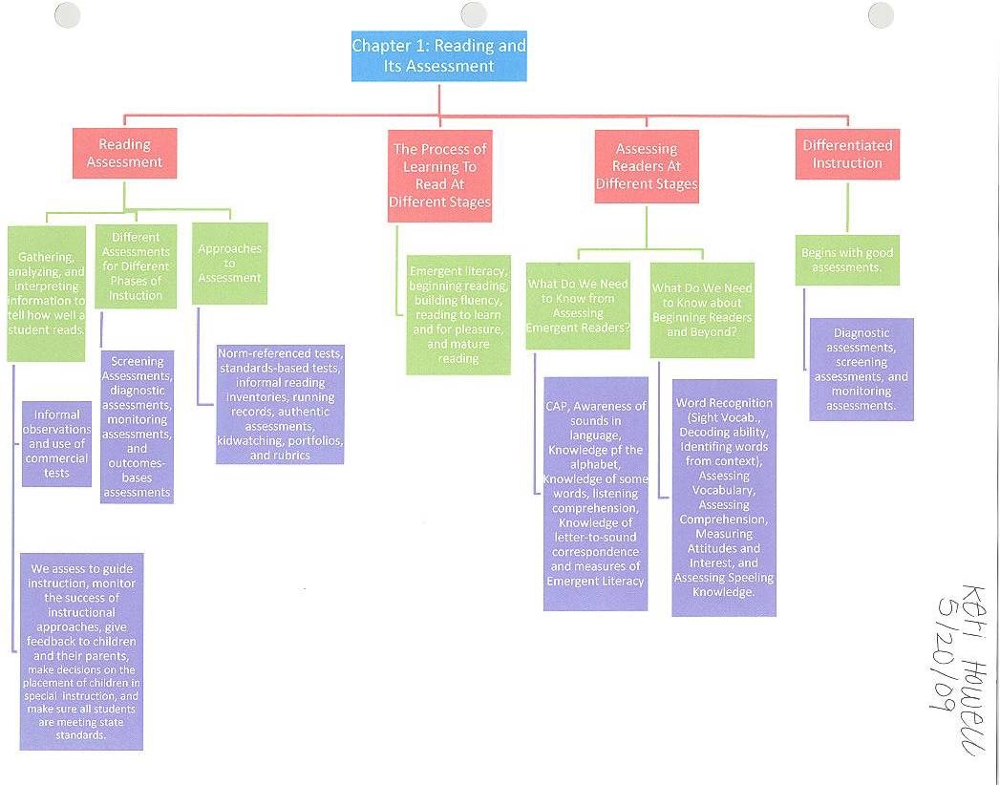 Chapter 1: Reading and
Its Assessment
Reading
Assessment
The Process of
Learning To
Read At
Different Stages
Assessing
Readers At
Different Stages
Differentiated
Instruction
Gathering,
analyzing, and
interpreting
information to
tell how well a
student reads.
Different
Assessments
for Different
Phases of
Instuction
Approaches
to
Assessment
Emergent literacy,
beginning reading,
building fluency,
reading to learn
and for pleasure,
and mature
reading
What Do We Need
to Know from
Assessing
Emergent Readers?
What Do We Need
to Know about
Beginning Readers
and Beyond?
Begins with good
assessments.
Informal
observations
and use of
commercial
tests
Screening
Assessments,
diagnostic
assessments,
monitoring
assessments,
and
outcomes-
bases
assessments
Norm-referenced tests,
standards-based tests,
informal reading
inventories, running
records, authentic
assessments,
kidwatching, portfolios,
and rubrics
CAP, Awareness of
sounds in
language,
Knowledge pf the
alphabet,
Knowledge of some
words, listening
comprehension,
Knowledge of
letter-to-sound
correspondence
and measures of
Emergent Literacy
Word Recognition
(Sight Vocab.,
Decoding ability,
Identifing words
from context),
Assessing
Vocabulary,
Assessing
Comprehension,
Measuring
Attitudes and
Interest, and
Assessing Speeling
Knowledge.
Diagnostic
assessments,
screening
assessments, and
monitoring
assessments.
We assess to guide
instruction, monitor
the success of
instructional
approaches, give
feedback to children
and their parents,
make decisions on the
placement of children in
special instruction, and
make sure all students
are meeting state
standards.
Keri Howell
5/20/09